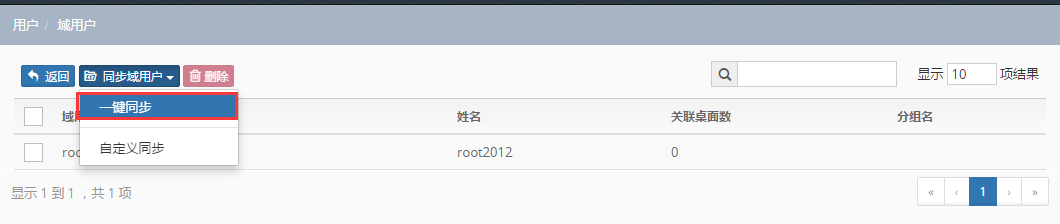 用户 / 域用户
返回 同步域用户 删除 显示 10 项结果
一键同步
姓名 关联桌面数 分组名
root2012 0
自定义同步
显示 1 到 1 ，共 1 项 « ‹ 1 › »